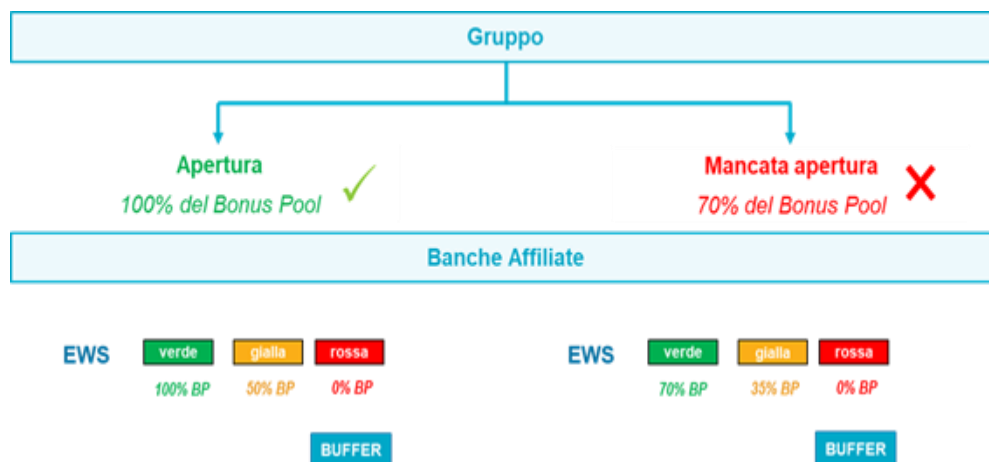 Gruppo
Apertura
100% del Bonus Pool
Mancata apertura
70% del Bonus Pool
Banche Affiliate
EWS verde gialla rossa EWS verde gialla rossa
100% BP 50% BP 0% BP 70% BP 35% BP 0% BP
BUFFER BUFFER